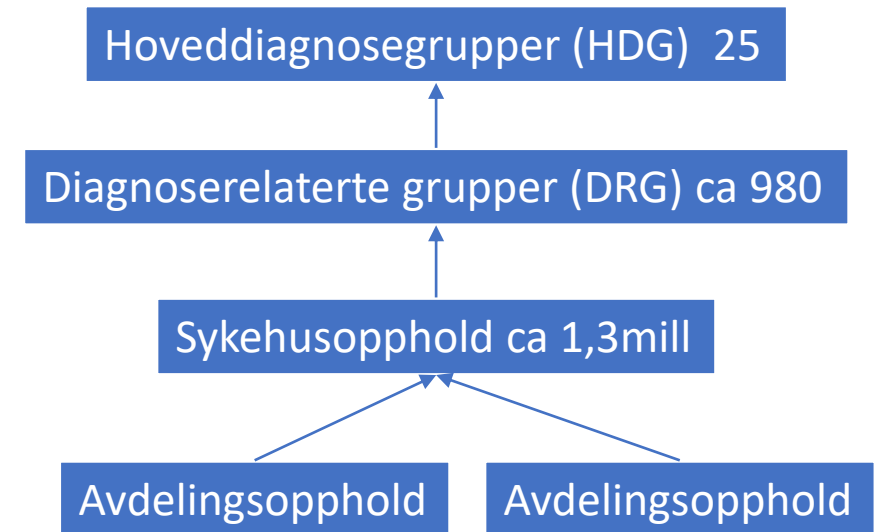 Hoveddiagnosegrupper (HDG)  25
Diagnoserelaterte grupper (DRG) ca 980
Sykehusopphold ca 1,3mill
Avdelingsopphold
Avdelingsopphold